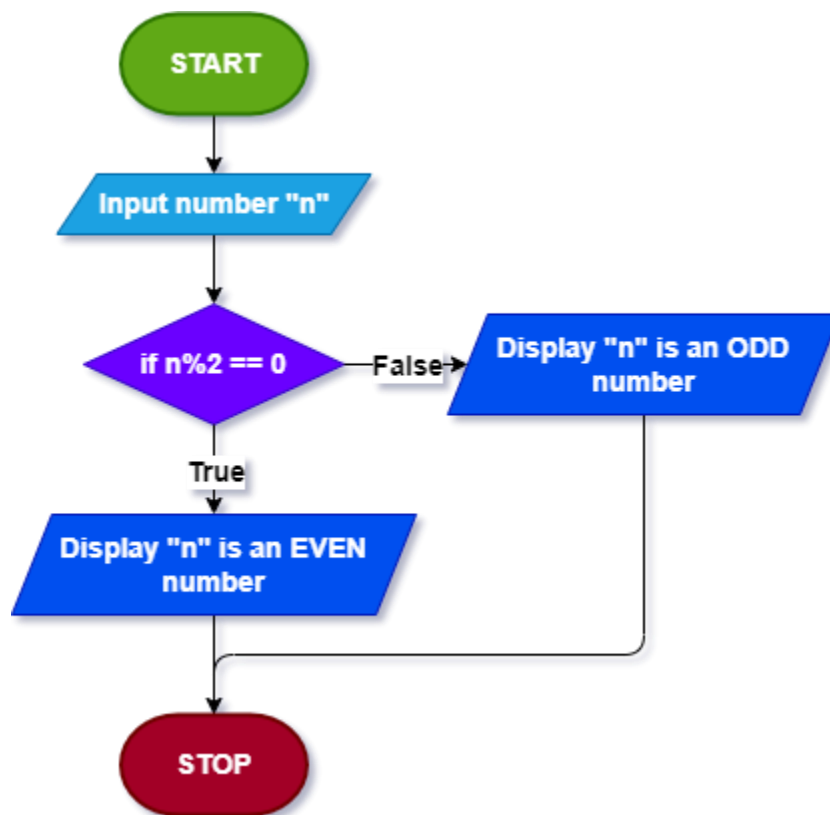 START
Input number "n"
if n%2 == 0
False
Display "n" is an ODD
number
True
Display "n" is an EVEN
number
STOP